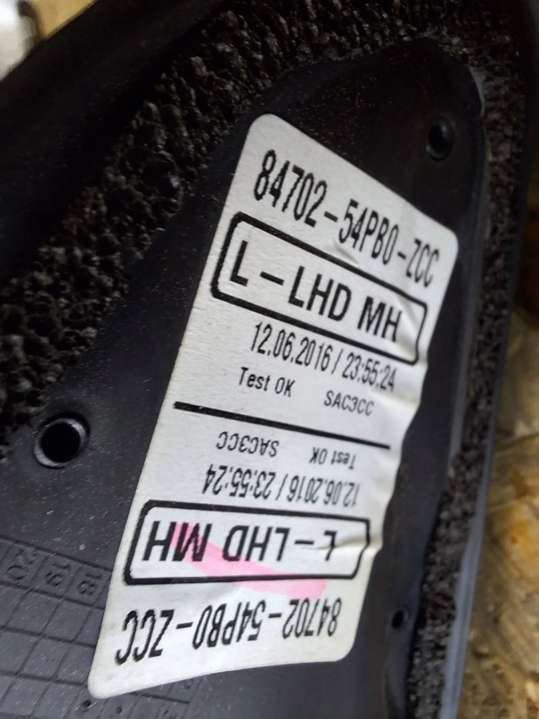 84702-54PB0-ZCC
L-LHD MH
12.06.2016 / 23:55:24
Test OK SAC3CC
12.06.2016 / 23:55:24
Test OK SAC3CC
L-LHD MH
84702-54PB0-ZCC